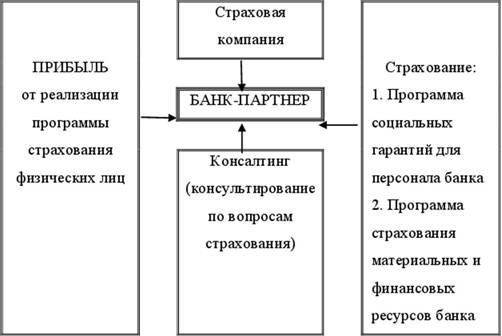 Страховая
компания
ПРИБЫЛЬ
от реализации
программы
страхования
физических лиц
БАНК-ПАРТНЕР
Консалтинг
(консультирование
по вопросам
страхования)
Страхование:
1. Программа
социальных
гарантий для
персонала банка
2. Программа
страхования
материальных и
финансовых
ресурсов банка